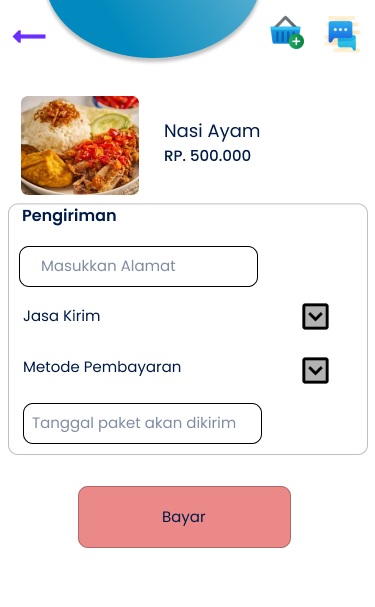 Nasi Ayam
RP. 500.000
Pengiriman
Masukkan Alamat
Jasa Kirim
Metode Pembayaran
Tanggal paket akan dikirim
Bayar